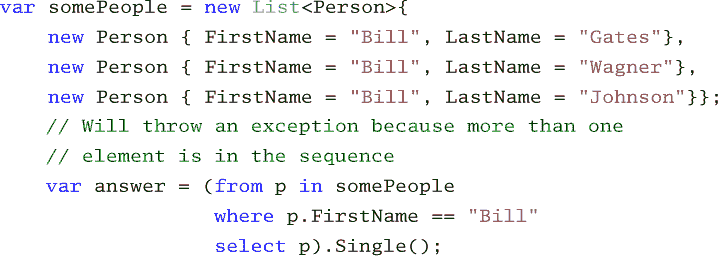 var somePeople = new List<Person>{
    new Person { FirstName = "Bill", LastName = "Gates"},
    new Person { FirstName = "Bill", LastName = "Wagner"},
    new Person { FirstName = "Bill", LastName = "Johnson"}};
    // Will throw an exception because more than one
    // element is in the sequence
    var answer = (from p in somePeople
                  where p.FirstName == "Bill"
                  select p).Single();